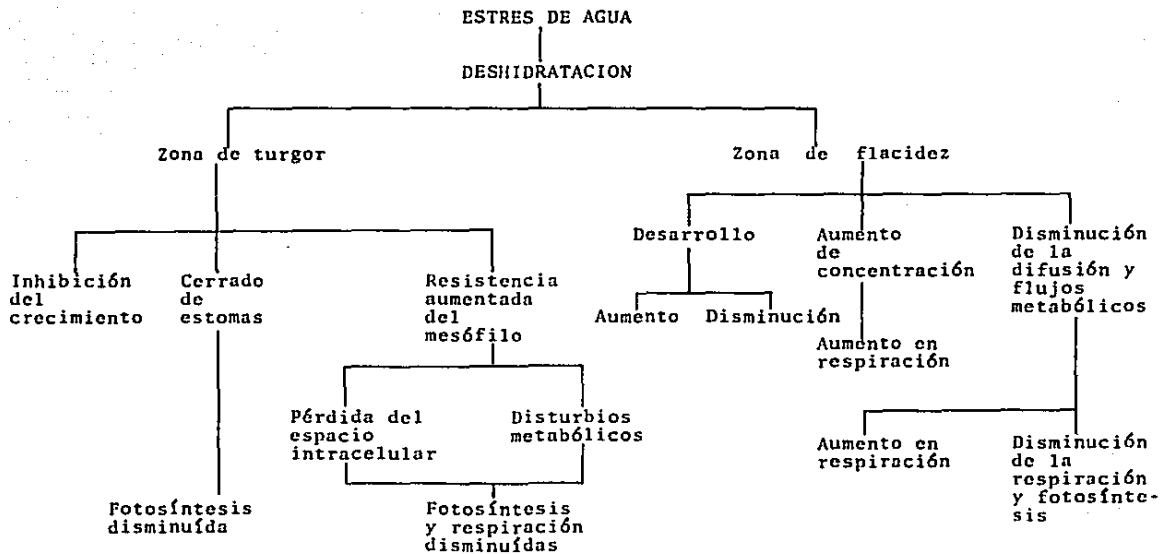 ESTRES DE AGUA
DESHIDRATACION
Zona de turgor
Zona de flacidez
Inhibición
del
crecimiento
Cerrado
de
estomas
Resistencia
aumentada
del
mesófilo
Desarrollo
Aumento
de
concentración
Disminución
de la
difusión y
flujos
metabólicos
Aumento
Disminución
Aumento en
respiración
Pérdida del
espacio
intracelular
Disturbios
metabólicos
Aumento en
respiración
Disminución
de la
respiración
y fotosínte-
sis
Fotosíntesis
disminuída
Fotosíntesis
y respiración
disminuídas